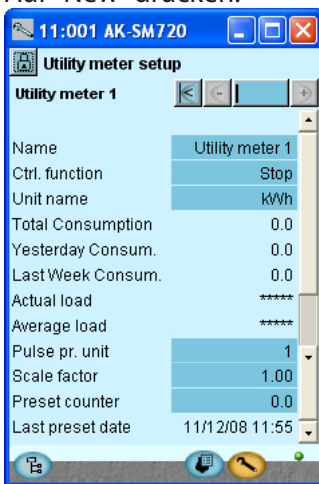 Auf "New" drücken.
11:001 AK-SM720
Utility meter setup
Utility meter 1
Name Utility meter 1
Ctrl. function Stop
Unit name kWh
Total Consumption 0.0
Yesterday Consum. 0.0
Last Week Consum. 0.0
Actual load *****
Average load *****
Pulse pr. unit 1
Scale factor 1.00
Preset counter 0.0
Last preset date 11/12/08 11:55